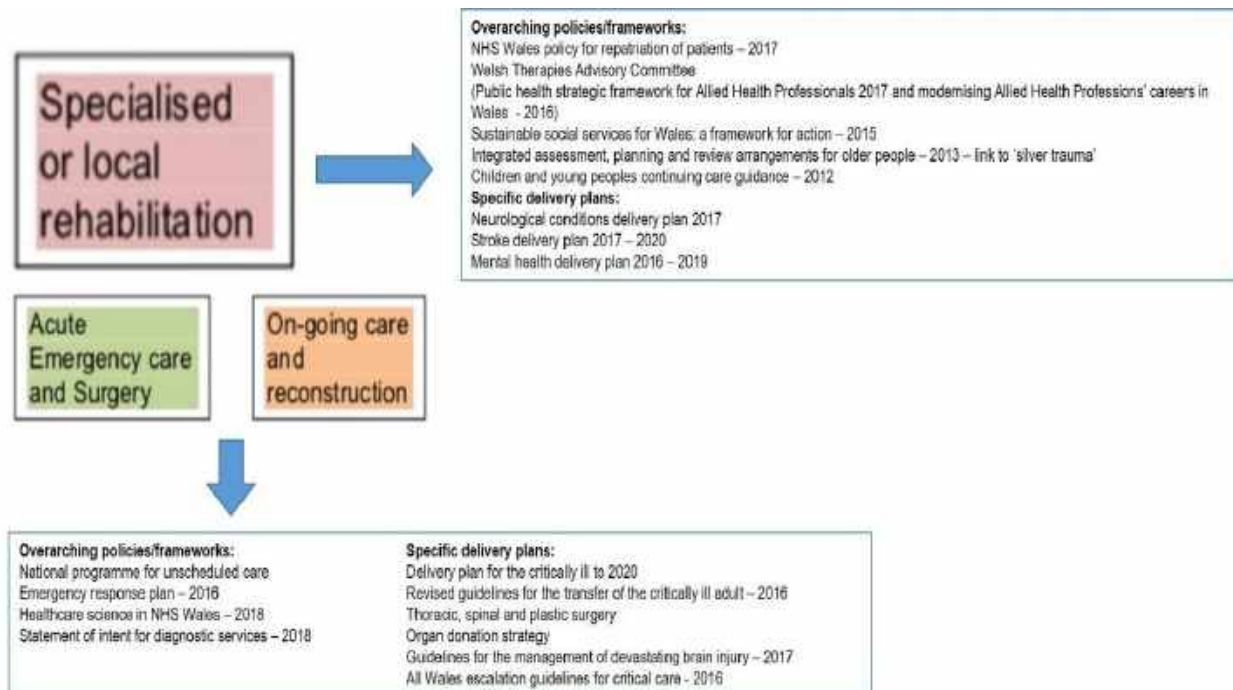 Specialised
or local
rehabilitation
Overarching policies/frameworks:
NHS Wales policy for repatriation of patients – 2017
Welsh Therapies Advisory Committee
(Public health strategic framework for Allied Health Professionals 2017 and modernising Allied Health Professions' careers in
Wales - 2016)
Sustainable social services for Wales: a framework for action – 2015
Integrated assessment, planning and review arrangements for older people – 2013 – link to 'silver trauma'
Children and young peoples continuing care guidance – 2012
Specific delivery plans:
Neurological conditions delivery plan 2017
Stroke delivery plan 2017 – 2020
Mental health delivery plan 2016 – 2019
Acute
Emergency care
and Surgery
On-going care
and
reconstruction
Overarching policies/frameworks:
National programme for unscheduled care
Emergency response plan – 2016
Healthcare science in NHS Wales – 2018
Statement of intent for diagnostic services – 2018
Specific delivery plans:
Delivery plan for the critically ill to 2020
Revised guidelines for the transfer of the critically ill adult – 2016
Thoracic, spinal and plastic surgery
Organ donation strategy
Guidelines for the management of devastating brain injury – 2017
All Wales escalation guidelines for critical care - 2016